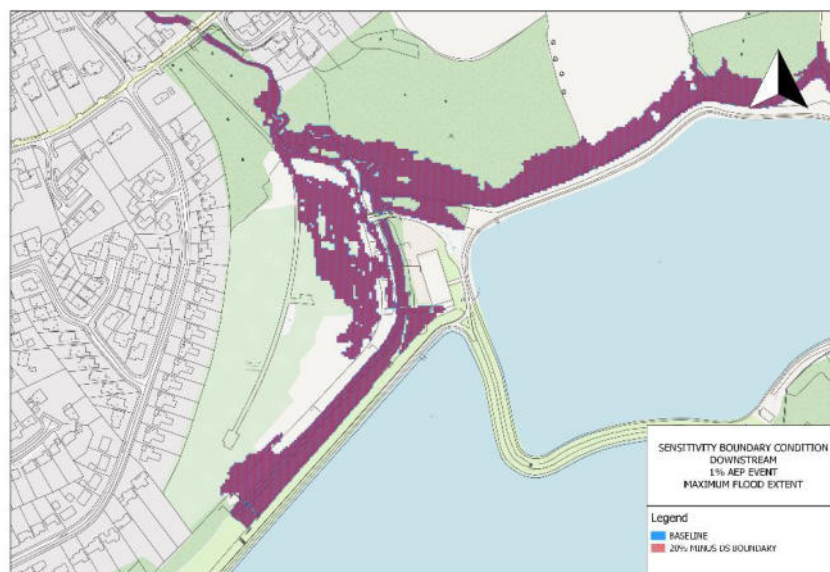 SENSITIVITY BOUNDARY CONDITION
DOWNSTREAM
1% AEP EVENT
MAXIMUM FLOOD EXTENT
Legend
BASELINE
20% MINUS DS BOUNDARY